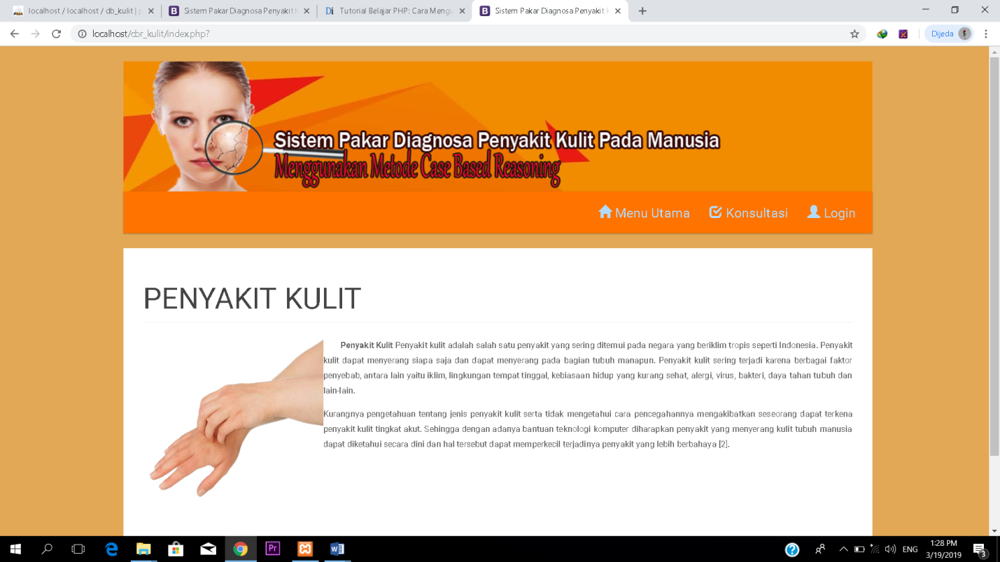 localhost / localhost / db_kulit | p
Sistem Pakar Diagnosa Penyakit K
Tutorial Belajar PHP: Cara Mengu
Sistem Pakar Diagnosa Penyakit K
localhost/cbr_kulit/index.php?
Dijeda
Sistem Pakar Diagnosa Penyakit Kulit Pada Manusia
Menggunakan Metode Case Based Reasoning
Menu Utama Konsultasi Login
PENYAKIT KULIT
Penyakit Kulit Penyakit kulit adalah salah satu penyakit yang sering ditemui pada negara yang beriklim tropis seperti Indonesia. Penyakit
kulit dapat menyerang siapa saja dan dapat menyerang pada bagian tubuh manapun. Penyakit kulit sering terjadi karena berbagai faktor
penyebab, antara lain yaitu iklim, lingkungan tempat tinggal, kebiasaan hidup yang kurang sehat, alergi, virus, bakteri, daya tahan tubuh dan
lain-lain.
Kurangnya pengetahuan tentang jenis penyakit kulit serta tidak mengetahui cara pencegahannya mengakibatkan seseorang dapat terkena
penyakit kulit tingkat akut. Sehingga dengan adanya bantuan teknologi komputer diharapkan penyakit yang menyerang kulit tubuh manusia
dapat diketahui secara dini dan hal tersebut dapat memperkecil terjadinya penyakit yang lebih berbahaya [2].
Pr
ENG
1:28 PM
3/19/2019
3